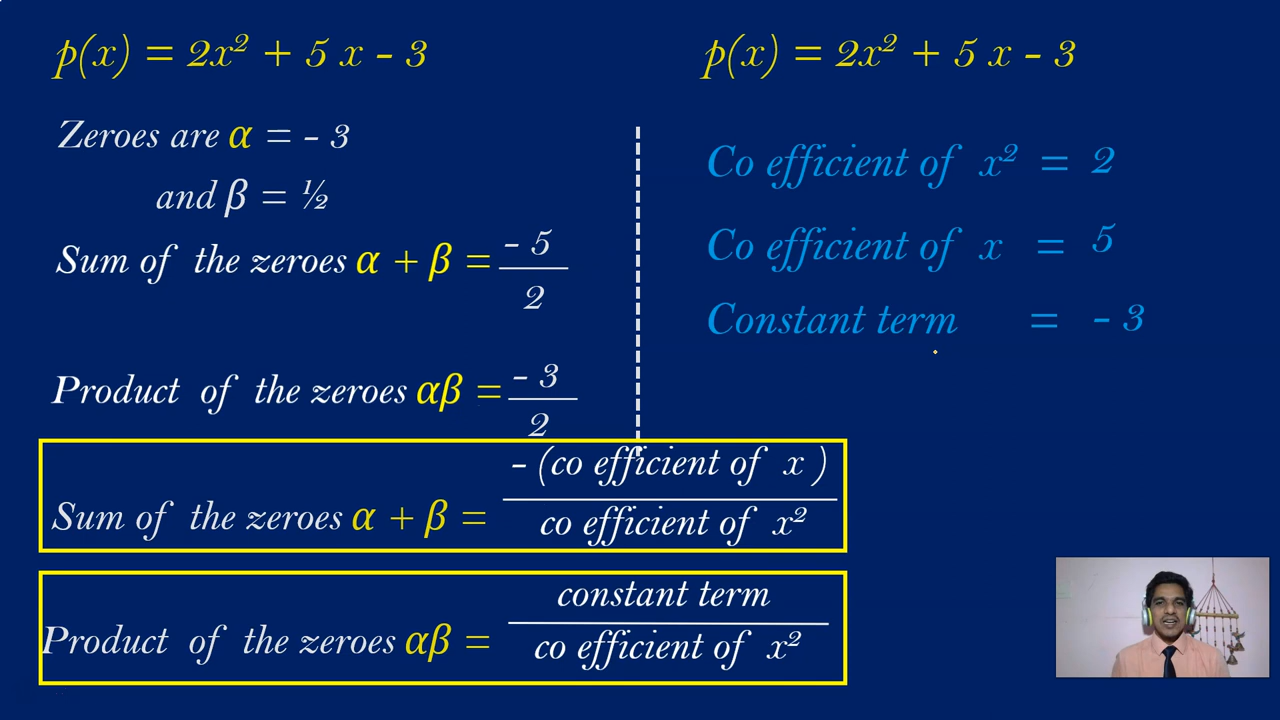 p(x) = 2x² + 5 x - 3
Zeroes are α = - 3
and β = ½
Sum of the zeroes α + β = - 5 / 2
Product of the zeroes αβ = - 3 / 2
p(x) = 2x² + 5 x - 3
Co efficient of x² = 2
Co efficient of x = 5
Constant term = - 3
Sum of the zeroes α + β = - (co efficient of x ) / co efficient of x²
Product of the zeroes αβ = constant term / co efficient of x²